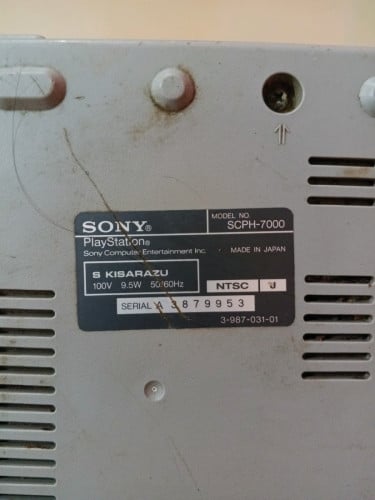 SONY®
MODEL NO.
SCPH-7000
PlayStation®
Sony Computer Entertainment Inc.
MADE IN JAPAN
S KISARAZU
100V 9.5W 50/60Hz
NTSC J
SERIAL A 3879953
3-987-031-01